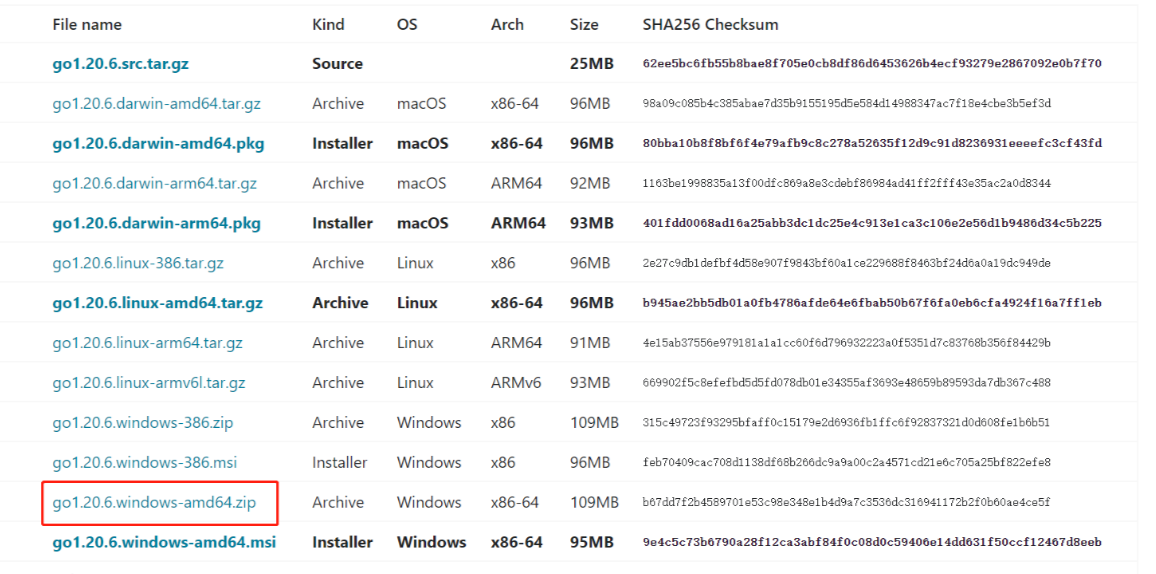 File name Kind OS Arch Size SHA256 Checksum
go1.20.6.src.tar.gz Source 25MB 62ee5bc6fb55b8bae8f705e0cb8df86d6453626b4ecf93279e2867092e0b7f70
go1.20.6.darwin-amd64.tar.gz Archive macOS x86-64 96MB 98a09c085b4c385abae7d35b9155195d5e584d14988347ac7f18e4cbe3b5ef3d
go1.20.6.darwin-amd64.pkg Installer macOS x86-64 96MB 80bba10b8f8bf6f4e79afb9c8c278a52635f12d9c91d8236931eeeefc3cf43fd
go1.20.6.darwin-arm64.tar.gz Archive macOS ARM64 92MB 1163be1998835a13f00dfc869a8e3cdebf86984ad41ff2fff43e35ac2a0d8344
go1.20.6.darwin-arm64.pkg Installer macOS ARM64 93MB 401fdd0068ad16a25abb3dc1dc25e4c913e1ca3c106e2e56d1b9486d34c5b225
go1.20.6.linux-386.tar.gz Archive Linux x86 96MB 2e27c9db1defbf4d58e907f9843bf60a1ce229688f8463bf24d6a0a19dc949de
go1.20.6.linux-amd64.tar.gz Archive Linux x86-64 96MB b945ae2bb5db01a0fb4786afde64e6fbab50b67f6fa0eb6cfa4924f16a7ff1eb
go1.20.6.linux-arm64.tar.gz Archive Linux ARM64 91MB 4e15ab37556e979181a1a1cc60f6d796932223a0f5351d7c83768b356f84429b
go1.20.6.linux-armv6l.tar.gz Archive Linux ARMv6 93MB 669902f5c8efefbd5d5fd078db01e34355af3693e48659b89593da7db367c488
go1.20.6.windows-386.zip Archive Windows x86 109MB 315c49723f93295bfaff0c15179e2d6936fb1ffc6f92837321d0d608fe1b6b51
go1.20.6.windows-386.msi Installer Windows x86 96MB feb70409cac708d1138df68b266dc9a9a00c2a4571cd21e6c705a25bf822efe8
go1.20.6.windows-amd64.zip Archive Windows x86-64 109MB b67dd7f2b4589701e53c98e348e1b4d9a7c3536dc316941172b2f0b60ae4ce5f
go1.20.6.windows-amd64.msi Installer Windows x86-64 95MB 9e4c5c73b6790a28f12ca3abf84f0c08d0c59406e14dd631f50ccf12467d8eeb